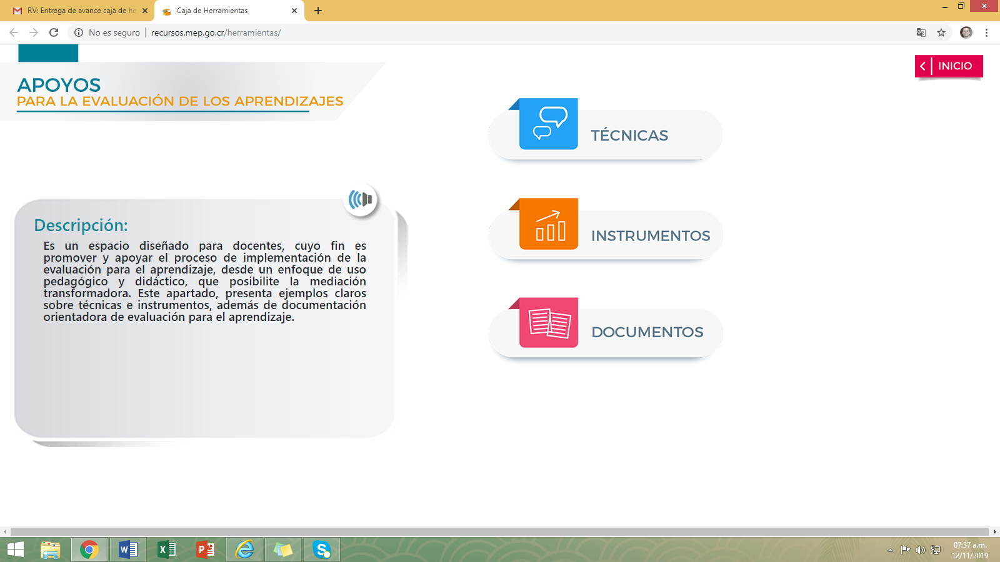 RV: Entrega de avance caja de he
Caja de Herramientas
No es seguro
recursos.mep.go.cr/herramientas/
INICIO
APOYOS
PARA LA EVALUACIÓN DE LOS APRENDIZAJES
Descripción:
Es un espacio diseñado para docentes, cuyo fin es
promover y apoyar el proceso de implementación de la
evaluación para el aprendizaje, desde un enfoque de uso
pedagógico y didáctico, que posibilite la mediación
transformadora. Este apartado, presenta ejemplos claros
sobre técnicas e instrumentos, además de documentación
orientadora de evaluación para el aprendizaje.
TÉCNICAS
INSTRUMENTOS
DOCUMENTOS
07:37 a.m.
12/11/2019